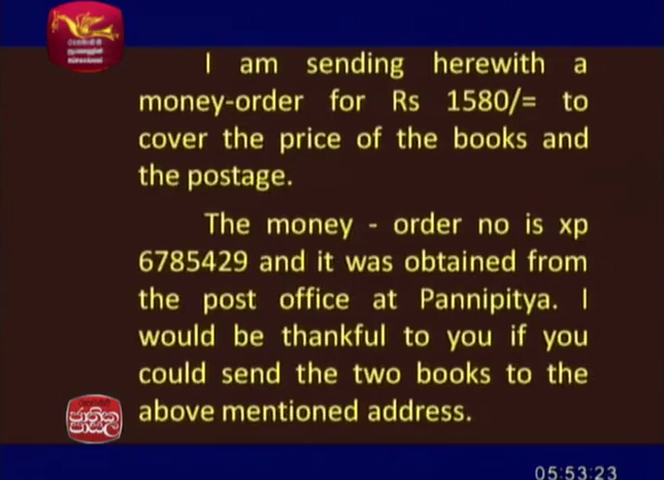 I am sending herewith a
money-order for Rs 1580/= to
cover the price of the books and
the postage.
The money - order no is xp
6785429 and it was obtained from
the post office at Pannipitya. I
would be thankful to you if you
could send the two books to the
above mentioned address.
ජාතික
පාසල
05:53:23